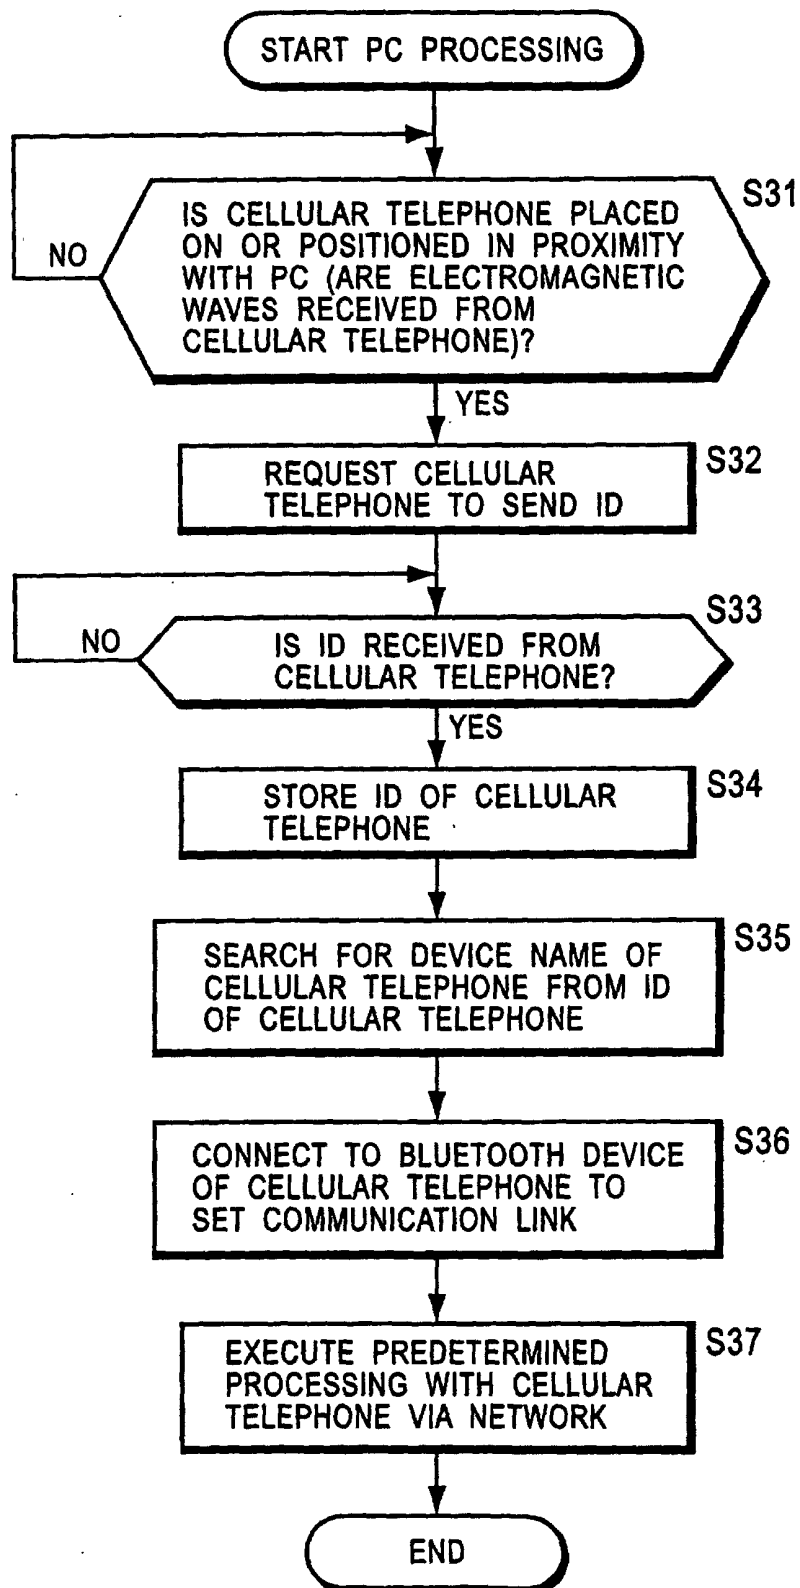 START PC PROCESSING
S31
IS CELLULAR TELEPHONE PLACED
ON OR POSITIONED IN PROXIMITY
WITH PC (ARE ELECTROMAGNETIC
WAVES RECEIVED FROM
CELLULAR TELEPHONE)?
NO
YES
S32
REQUEST CELLULAR
TELEPHONE TO SEND ID
S33
IS ID RECEIVED FROM
CELLULAR TELEPHONE?
NO
YES
S34
STORE ID OF CELLULAR
TELEPHONE
S35
SEARCH FOR DEVICE NAME OF
CELLULAR TELEPHONE FROM ID
OF CELLULAR TELEPHONE
S36
CONNECT TO BLUETOOTH DEVICE
OF CELLULAR TELEPHONE TO
SET COMMUNICATION LINK
S37
EXECUTE PREDETERMINED
PROCESSING WITH CELLULAR
TELEPHONE VIA NETWORK
END